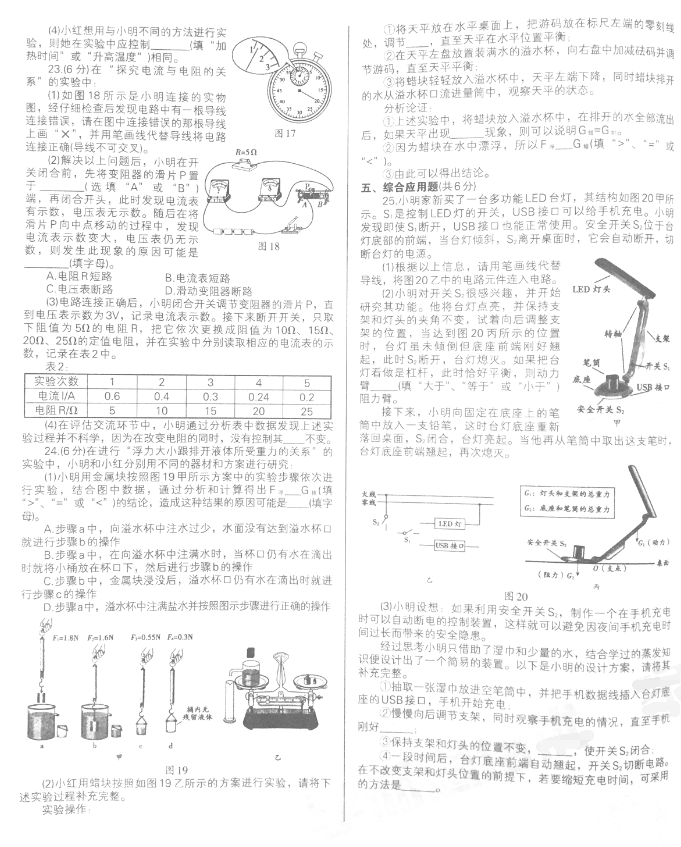 (4)小红想用与小明不同的方法进行实
验，则她在实验中应控制______(填"加
热时间"或"升高温度")相同。
23.(6分)在"探究电流与电阻的关
系"的实验中：
(1)如图18所示是小明连接的实物
图，经仔细检查后发现电路中有一根导线
连接错误，请在图中连接错误的那根导线
上画"×"，并用笔画线代替导线将电路
连接正确(导线不可交叉)。
图17
(2)解决以上问题后，小明在开
关闭合前，先将变阻器的滑片P置
于______(选填"A"或"B")
端，再闭合开关，此时发现电流表
有示数，电压表无示数。随后在将
滑片P向中点移动的过程中，发现
电流表示数变大，电压表仍无示
数，则发生此现象的原因可能是
______(填字母)。
R=5Ω
P
A
B
图18
A.电阻R短路
B.电流表短路
C.电压表断路
D.滑动变阻器断路
(3)电路连接正确后，小明闭合开关调节变阻器的滑片P，直
到电压表示数为3V，记录电流表示数。接下来断开开关，只取
下阻值为5Ω的电阻R，把它依次更换成阻值为10Ω、15Ω、
20Ω、25Ω的定值电阻，并在实验中分别读取相应的电流表的示
数，记录在表2中。
表2：
实验次数 1 2 3 4 5
电流I/A 0.6 0.4 0.3 0.24 0.2
电阻R/Ω 5 10 15 20 25
(4)在评估交流环节中，小明通过分析表中数据发现上述实
验过程并不科学，因为在改变电阻的同时，没有控制其____不变。
24.(6分)在进行"浮力大小跟排开液体所受重力的关系"的
实验中，小明和小红分别用不同的器材和方案进行研究：
(1)小明用金属块按照图19甲所示方案中的实验步骤依次进
行实验，结合图中数据，通过分析和计算得出F浮____G排(填
">"、"="或"<")的结论，造成这种结果的原因可能是____(填字
母)。
A.步骤a中，向溢水杯中注水过少，水面没有达到溢水杯口
就进行步骤b的操作
B.步骤a中，在向溢水杯中注满水时，当杯口仍有水在滴出
时就将小桶放在杯口下，然后进行步骤b的操作
C.步骤b中，金属块浸没后，溢水杯口仍有水在滴出时就进
行步骤c的操作
D.步骤a中，溢水杯中注满盐水并按照图示步骤进行正确的操作
F₁=1.8N F₂=1.6N F₃=0.55N F₄=0.3N
桶内无
残留液体
a b c d
甲 乙
图19
(2)小红用蜡块按照如图19乙所示的方案进行实验，请将下
述实验过程补充完整。
实验操作：
①将天平放在水平桌面上，把游码放在标尺左端的零刻线
处，调节____，直至天平在水平位置平衡；
②在天平左盘放置装满水的溢水杯，向右盘中加减砝码并调
节游码，直至天平平衡；
③将蜡块轻轻放入溢水杯中，天平左端下降，同时蜡块排开
的水从溢水杯口流进量筒中，观察天平的状态。
分析论证：
①上述实验中，将蜡块放入溢水杯中，在排开的水全部流出
后，如果天平出现______现象，则可以说明G蜡=G排。
②因为蜡块在水中漂浮，所以F浮____G蜡(填">"、"="或
"<")。
③由此可以得出结论。
五、综合应用题(共6分)
25.小明家新买了一台多功能LED台灯，其结构如图20甲所
示。S₁是控制LED灯的开关，USB接口可以给手机充电。小明
发现即使S₁断开，USB接口也能正常使用。安全开关S₂位于台
灯底部的前端，当台灯倾斜，S₂离开桌面时，它会自动断开，切
断台灯的电源。
(1)根据以上信息，请用笔画线代替
导线，将图20乙中的电路元件连入电路。
(2)小明对开关S₂很感兴趣，并开始
研究其功能。他将台灯点亮，并保持支
架和灯头的夹角不变，试着向后调整支
架的位置，当达到图20丙所示的位置
时，台灯虽未倾倒但底座前端刚好翘
起，此时S₂断开，台灯熄灭。如果把台
灯看做是杠杆，此时恰好平衡，则动力
臂____(填"大于"、"等于"或"小于")
阻力臂。
LED灯头
转轴
支架
笔筒
开关S₁
底座
USB接口
安全开关S₂
甲
接下来，小明向固定在底座上的笔
筒中放入一支铅笔，这时台灯底座重新
落回桌面，S₂闭合，台灯亮起。当他再从笔筒中取出这支笔时，
台灯底座前端翘起，再次熄灭。
火线
零线
S₂
S₁
LED灯
USB接口
乙
G₁：灯头和支架的总重力
G₂：底座和笔筒的总重力
安全开关S₂
G₁(动力)
O(支点)
桌面
(阻力)G₂
丙
图20
(3)小明设想：如果利用安全开关S₂，制作一个在手机充电
时可以自动断电的控制装置，这样就可以避免因夜间手机充电时
间过长而带来的安全隐患。
经过思考小明只借助了湿巾和少量的水，结合学过的蒸发知
识便设计出了一个简易的装置。以下是小明的设计方案，请将其
补充完整。
①抽取一张湿巾放进空笔筒中，并把手机数据线插入台灯底
座的USB接口，手机开始充电；
②慢慢向后调节支架，同时观察手机充电的情况，直至手机
刚好______；
③保持支架和灯头的位置不变，______，使开关S₂闭合；
④一段时间后，台灯底座前端自动翘起，开关S₂切断电路。
在不改变支架和灯头位置的前提下，若要缩短充电时间，可采用
的方法是______。